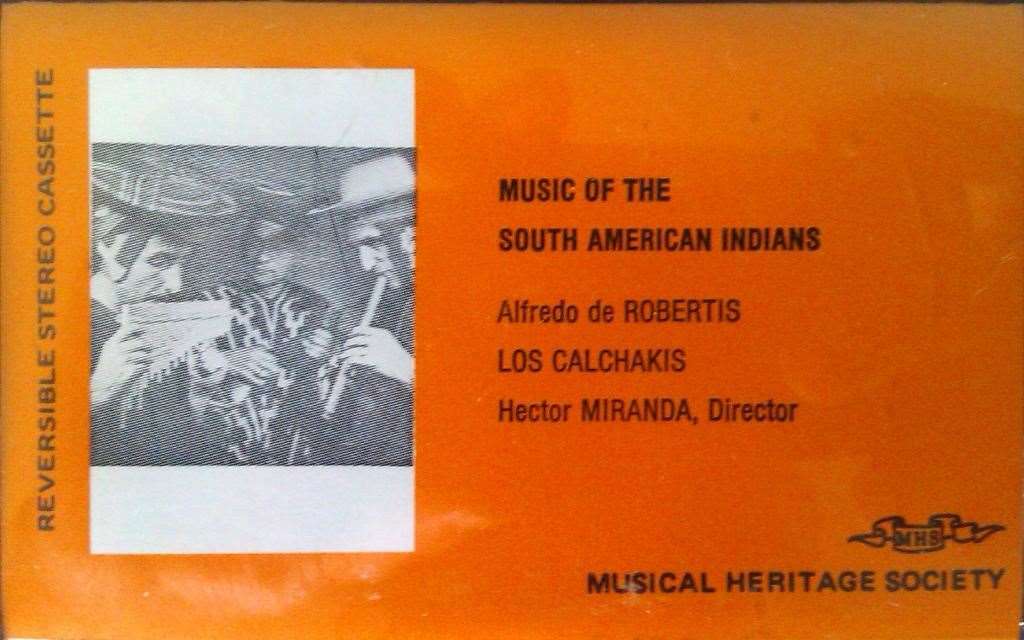 REVERSIBLE STEREO CASSETTE
MUSIC OF THE
SOUTH AMERICAN INDIANS
Alfredo de ROBERTIS
LOS CALCHAKIS
Hector MIRANDA, Director
MHS
MUSICAL HERITAGE SOCIETY